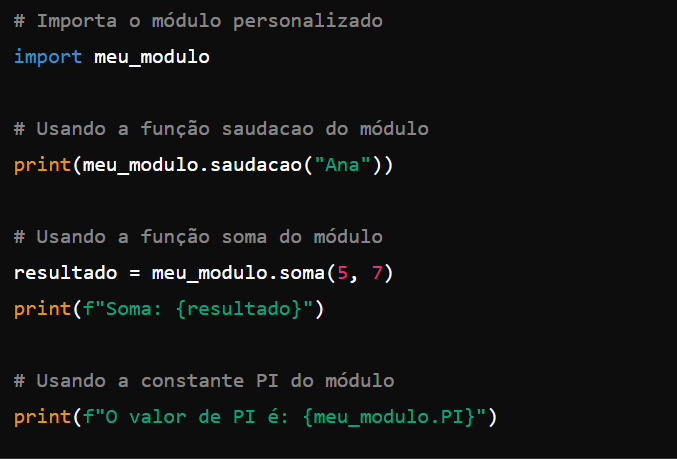 # Importa o módulo personalizado
import meu_modulo
# Usando a função saudacao do módulo
print(meu_modulo.saudacao("Ana"))
# Usando a função soma do módulo
resultado = meu_modulo.soma(5, 7)
print(f"Soma: {resultado}")
# Usando a constante PI do módulo
print(f"O valor de PI é: {meu_modulo.PI}")